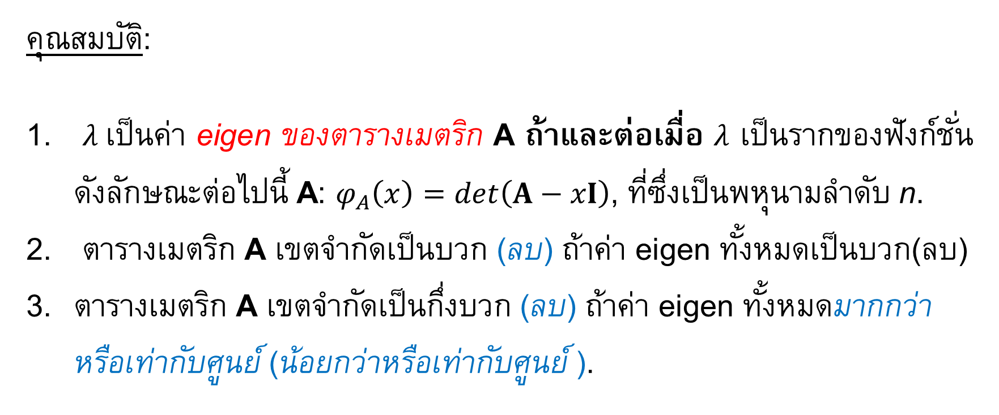 คุณสมบัติ:
1. λ เป็นค่า eigen ของตารางเมตริก A ถ้าและต่อเมื่อ λ เป็นรากของฟังก์ชั่น
ดังลักษณะต่อไปนี้ A: φ_A(x) = det(A − xI), ที่ซึ่งเป็นพหุนามลำดับ n.
2. ตารางเมตริก A เขตจำกัดเป็นบวก (ลบ) ถ้าค่า eigen ทั้งหมดเป็นบวก(ลบ)
3. ตารางเมตริก A เขตจำกัดเป็นกึ่งบวก (ลบ) ถ้าค่า eigen ทั้งหมดมากกว่า
หรือเท่ากับศูนย์ (น้อยกว่าหรือเท่ากับศูนย์ ).